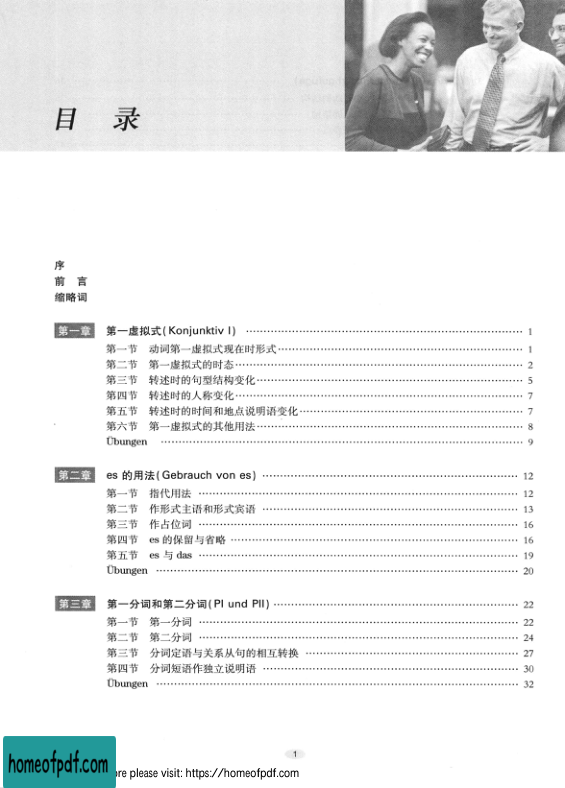 目 录
序
前 言
缩略词
第一章 第一虚拟式(Konjunktiv I) ………… 1
第一节 动词第一虚拟式现在时形式 ………… 1
第二节 第一虚拟式的时态 ………… 2
第三节 转述时的句型结构变化 ………… 5
第四节 转述时的人称变化 ………… 7
第五节 转述时的时间和地点说明语变化 ………… 7
第六节 第一虚拟式的其他用法 ………… 8
Übungen ………… 9
第二章 es 的用法(Gebrauch von es) ………… 12
第一节 指代用法 ………… 12
第二节 作形式主语和形式宾语 ………… 13
第三节 作占位词 ………… 16
第四节 es 的保留与省略 ………… 16
第五节 es 与 das ………… 19
Übungen ………… 20
第三章 第一分词和第二分词(PI und PII) ………… 22
第一节 第一分词 ………… 22
第二节 第二分词 ………… 24
第三节 分词定语与关系从句的相互转换 ………… 27
第四节 分词短语作独立说明语 ………… 30
Übungen ………… 32
1
homeofpdf.com
re please visit: https://homeofpdf.com